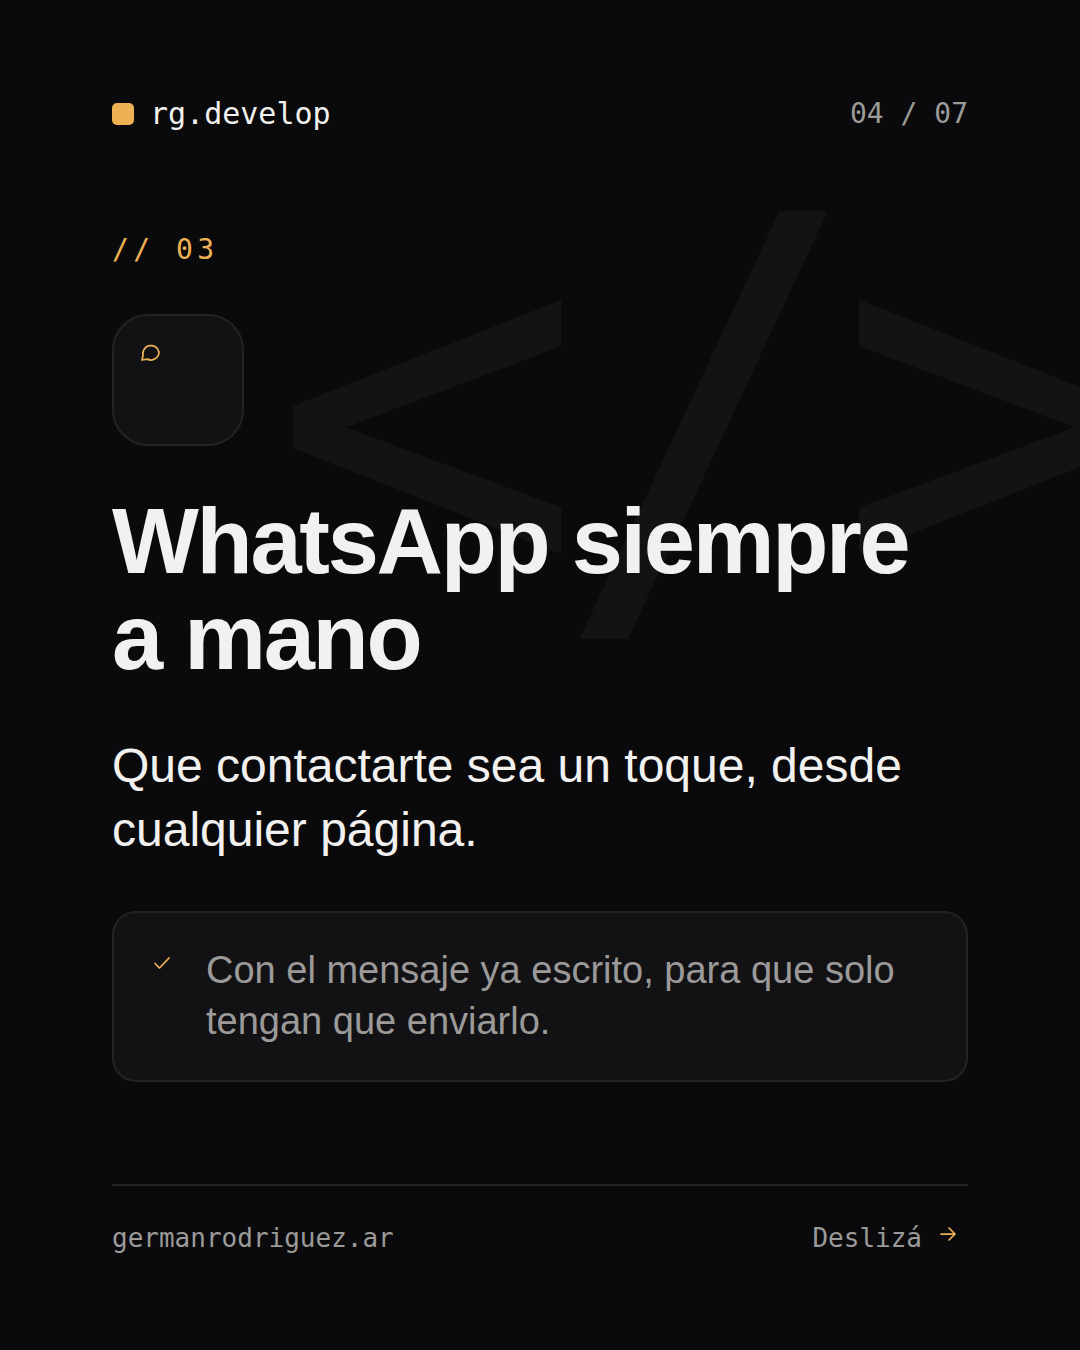 rg.develop
04 / 07
// 03
</>
WhatsApp siempre
a mano
Que contactarte sea un toque, desde
cualquier página.
Con el mensaje ya escrito, para que solo
tengan que enviarlo.
germanrodriguez.ar
Deslizá →